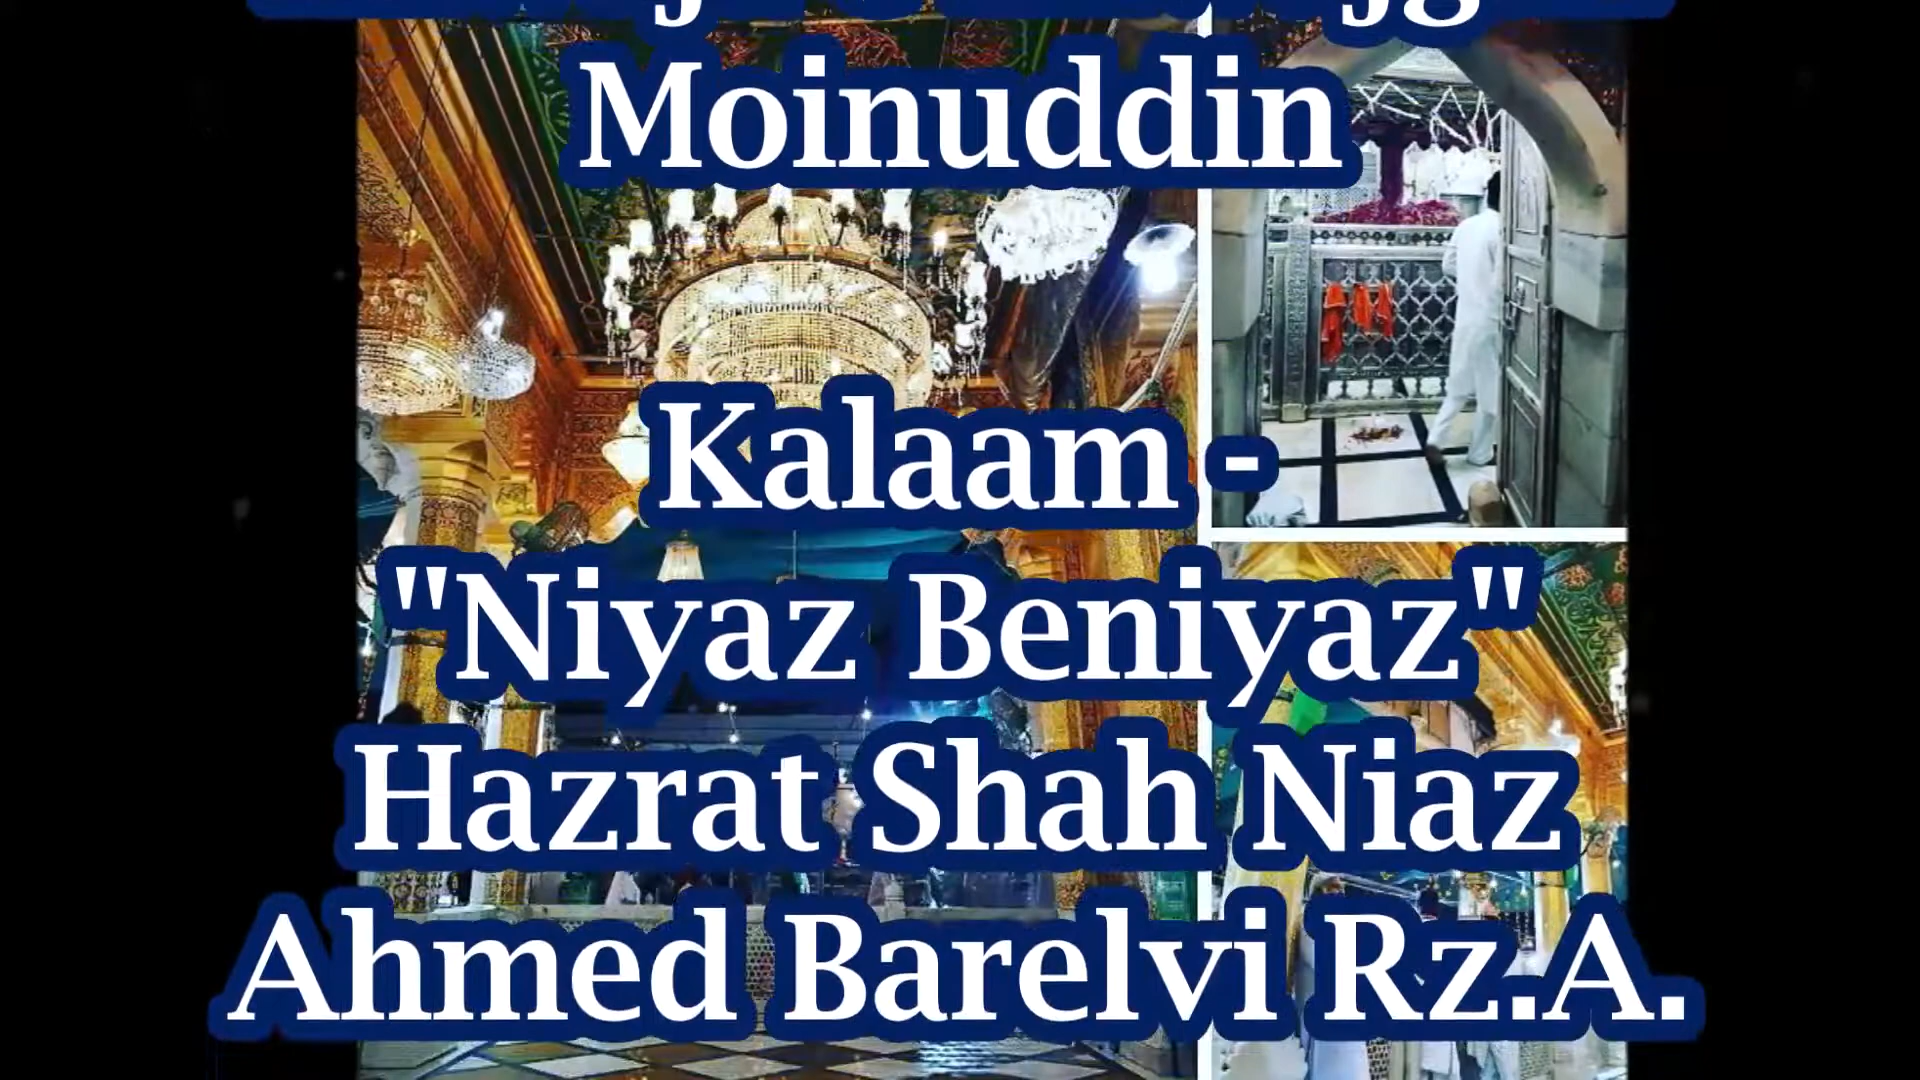 Moinuddin
Kalaam -
"Niyaz Beniyaz"
Hazrat Shah Niaz
Ahmed Barelvi Rz.A.